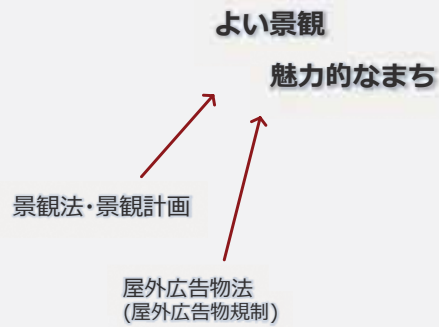 よい景観
魅力的なまち
景観法・景観計画
屋外広告物法
(屋外広告物規制)